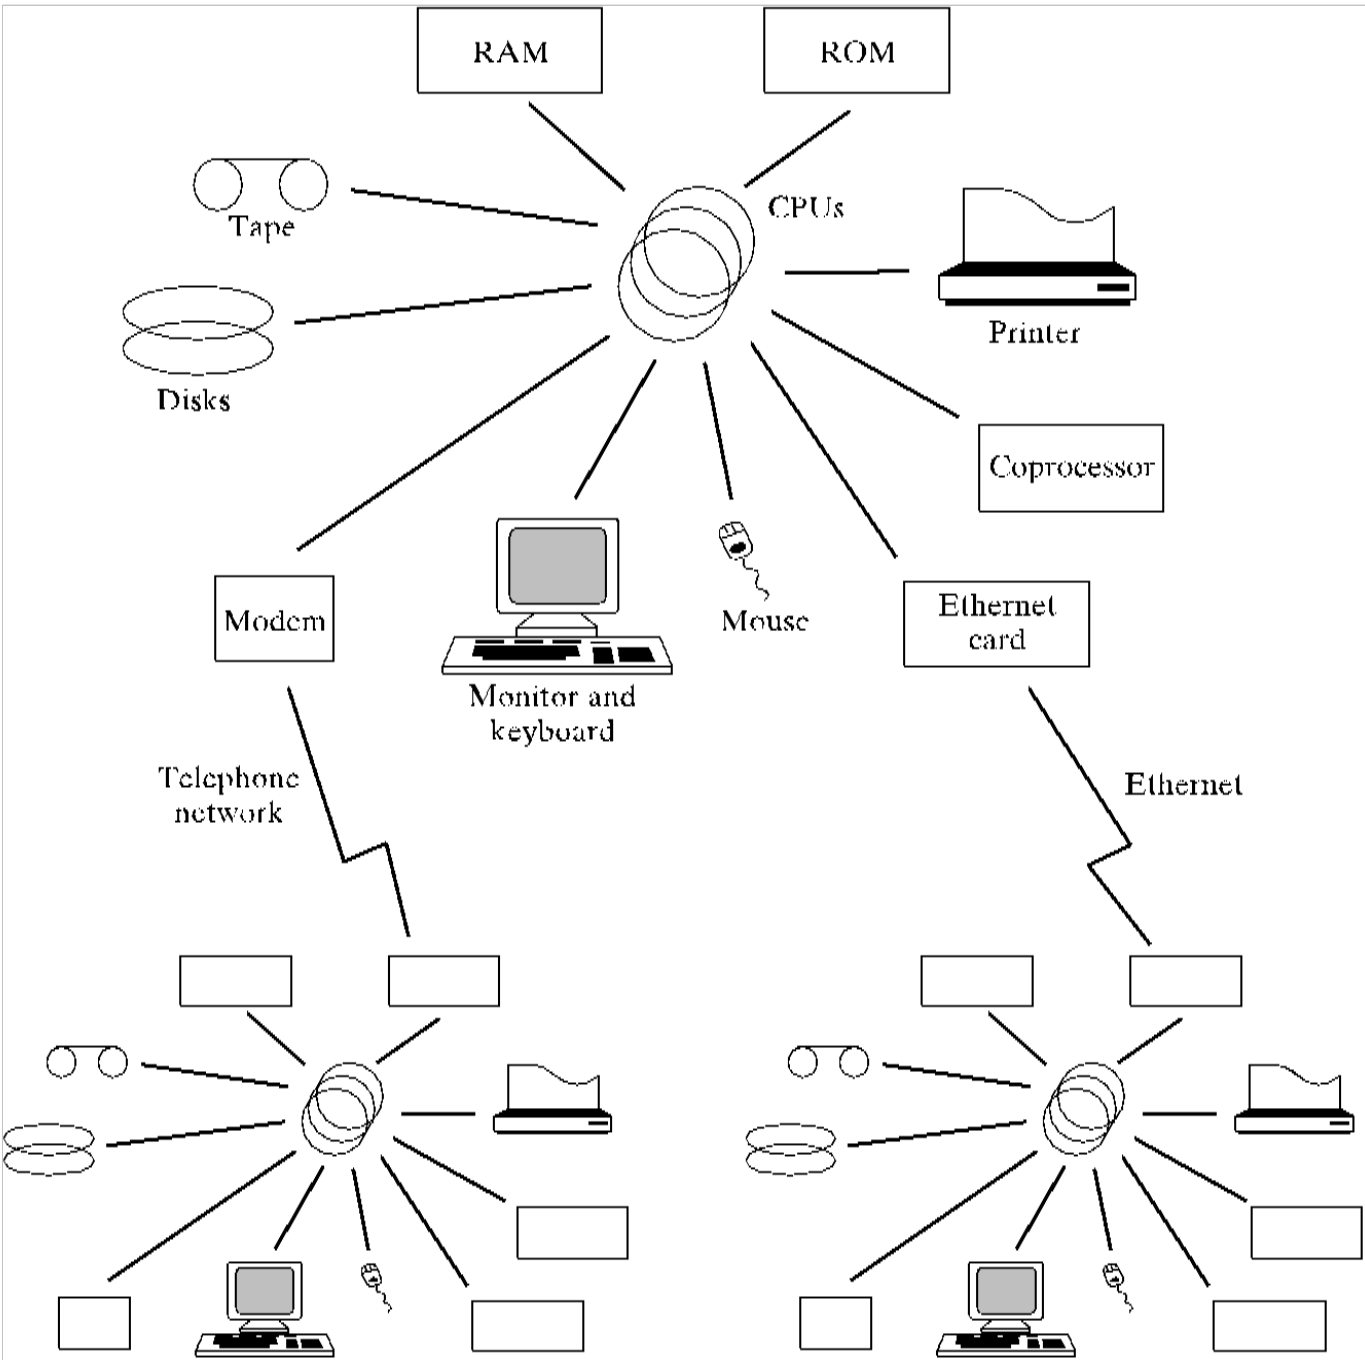 RAM
ROM
CPUs
Tape
Printer
Disks
Coprocessor
Modem
Mouse
Ethernet
card
Monitor and
keyboard
Telephone
network
Ethernet